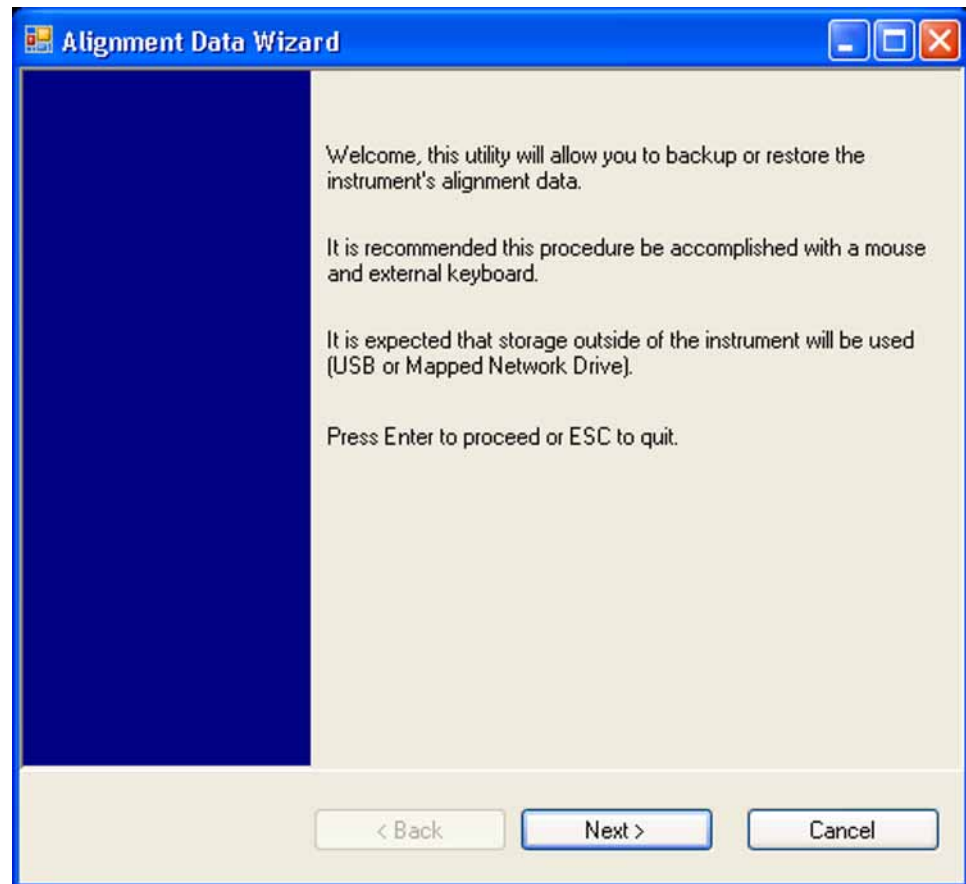 Alignment Data Wizard
Welcome, this utility will allow you to backup or restore the
instrument's alignment data.
It is recommended this procedure be accomplished with a mouse
and external keyboard.
It is expected that storage outside of the instrument will be used
(USB or Mapped Network Drive).
Press Enter to proceed or ESC to quit.
< Back
Next >
Cancel